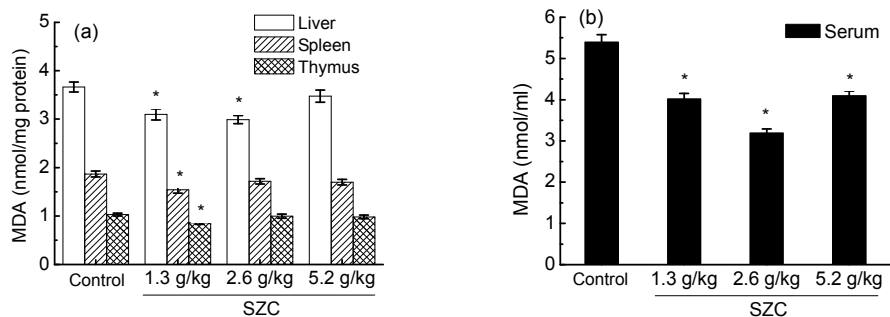 (a)
Liver
Spleen
Thymus
MDA (nmol/mg protein)
5
4
3
2
1
0
*
*
*
*
Control
1.3 g/kg
2.6 g/kg
5.2 g/kg
SZC
(b)
Serum
MDA (nmol/ml)
6
5
4
3
2
1
0
*
*
*
Control
1.3 g/kg
2.6 g/kg
5.2 g/kg
SZC